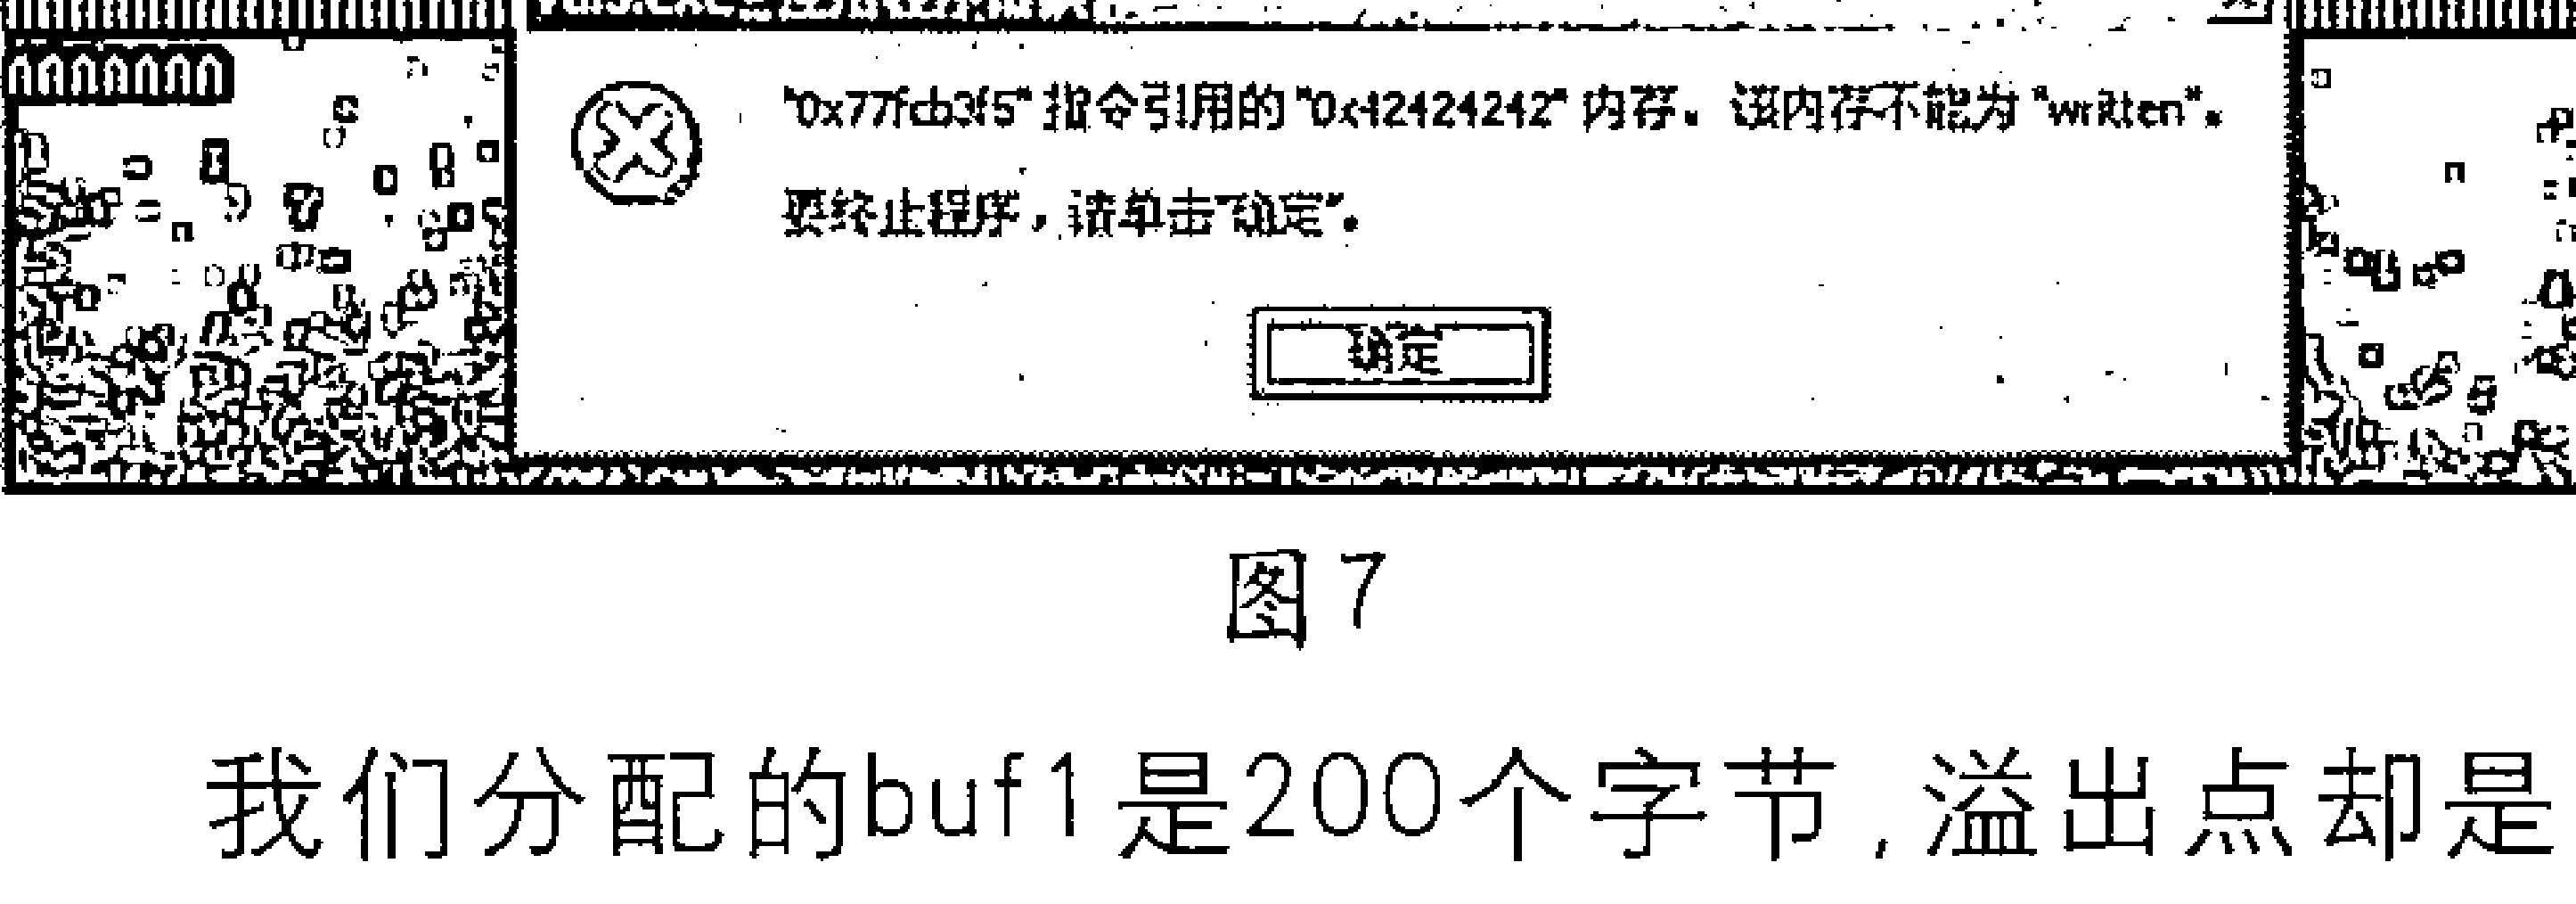 "0x77fcb3f5" 指令引用的 "0x42424242" 内存。该内存不能为 "written"。
要终止程序，请单击"确定"。
确定
图 7
我们分配的buf1是200个字节,溢出点却是